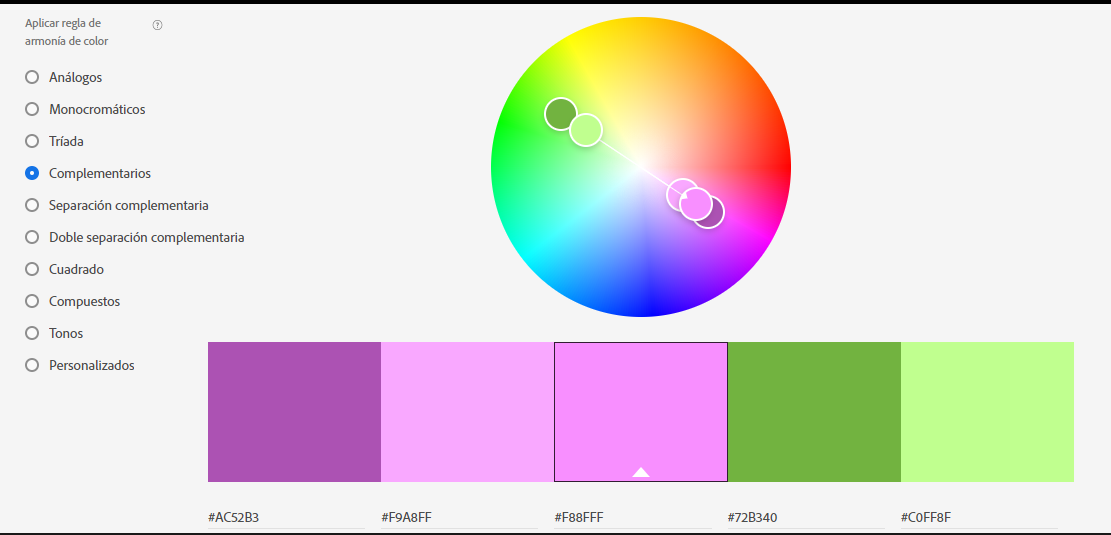 Aplicar regla de
armonía de color
?
Análogos
Monocromáticos
Tríada
Complementarios
Separación complementaria
Doble separación complementaria
Cuadrado
Compuestos
Tonos
Personalizados
#AC52B3 #F9A8FF #F88FFF #72B340 #C0FF8F